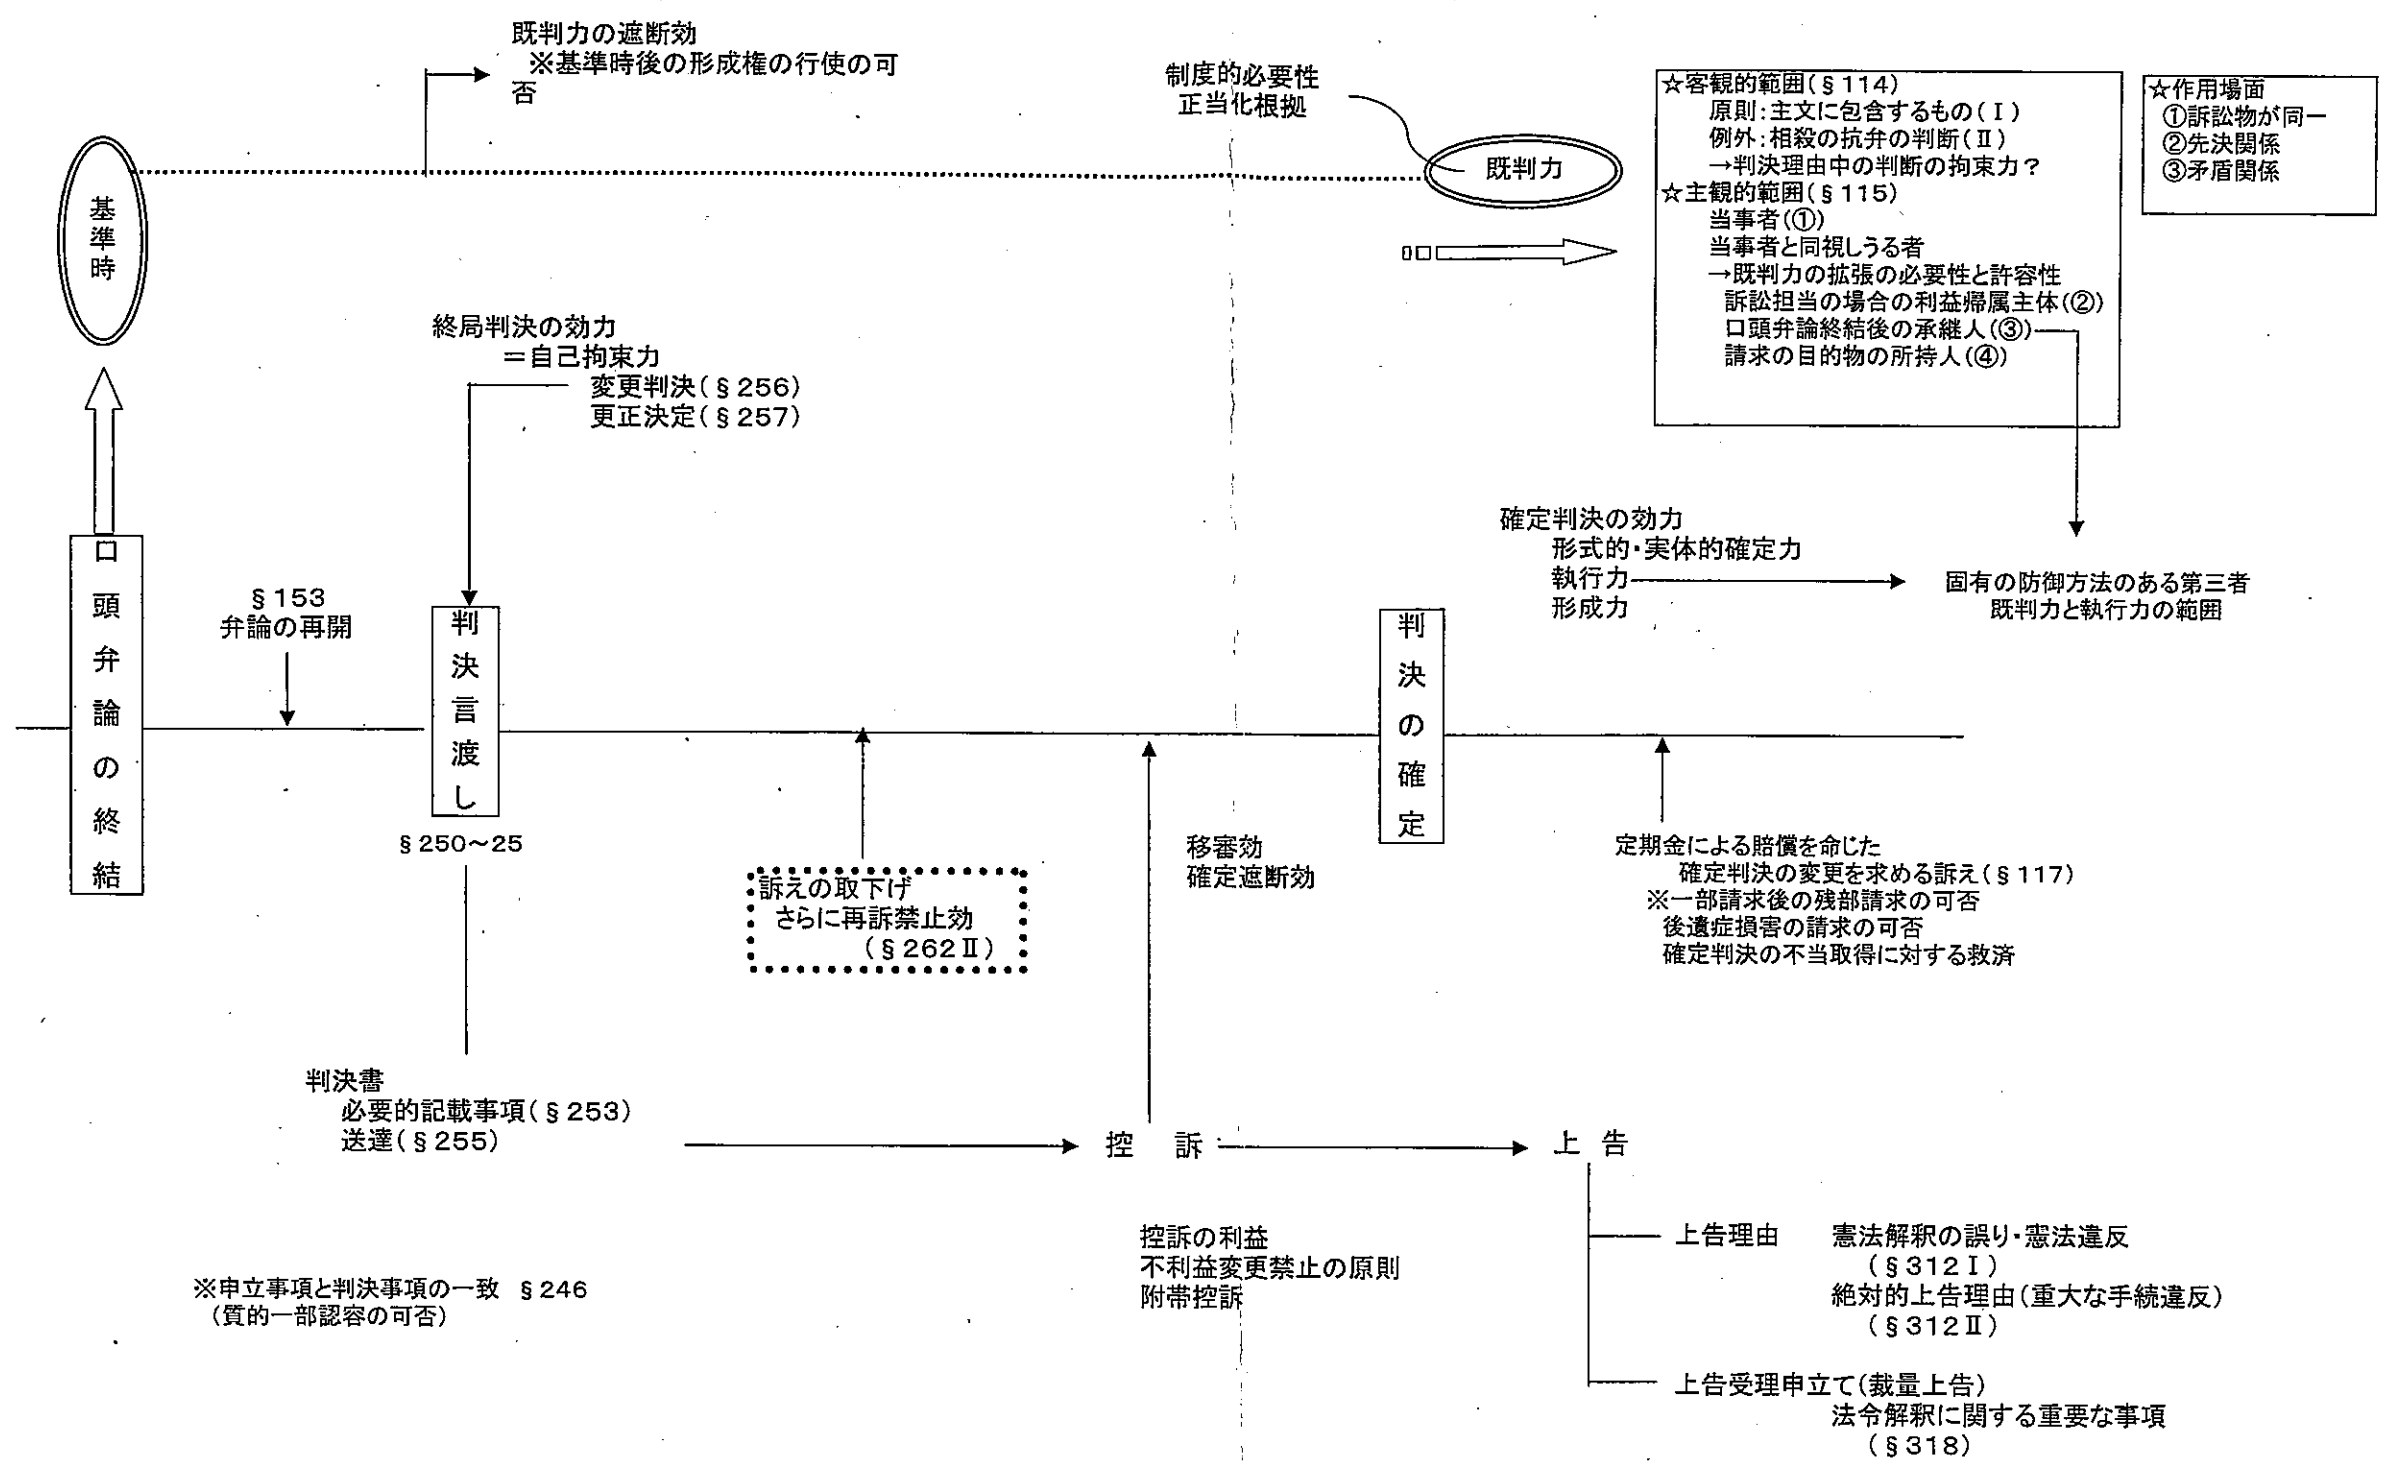 既判力の遮断効
※基準時後の形成権の行使の可
否
制度的必要性
正当化根拠
既判力
☆客観的範囲(§114)
原則:主文に包含するもの(Ⅰ)
例外:相殺の抗弁の判断(Ⅱ)
→判決理由中の判断の拘束力?
☆主観的範囲(§115)
当事者(①)
当事者と同視しうる者
→既判力の拡張の必要性と許容性
訴訟担当の場合の利益帰属主体(②)
口頭弁論終結後の承継人(③)
請求の目的物の所持人(④)
☆作用場面
①訴訟物が同一
②先決関係
③矛盾関係
基準時
終局判決の効力
=自己拘束力
変更判決(§256)
更正決定(§257)
確定判決の効力
形式的・実体的確定力
執行力
形成力
固有の防御方法のある第三者
既判力と執行力の範囲
口頭弁論の終結
§153
弁論の再開
判決言渡し
§250~25
判決の確定
訴えの取下げ
さらに再訴禁止効
(§262Ⅱ)
移審効
確定遮断効
定期金による賠償を命じた
確定判決の変更を求める訴え(§117)
※一部請求後の残部請求の可否
後遺症損害の請求の可否
確定判決の不当取得に対する救済
判決書
必要的記載事項(§253)
送達(§255)
控 訴
上 告
控訴の利益
不利益変更禁止の原則
附帯控訴
※申立事項と判決事項の一致 §246
(質的一部認容の可否)
上告理由 憲法解釈の誤り・憲法違反
(§312Ⅰ)
絶対的上告理由(重大な手続違反)
(§312Ⅱ)
上告受理申立て(裁量上告)
法令解釈に関する重要な事項
(§318)